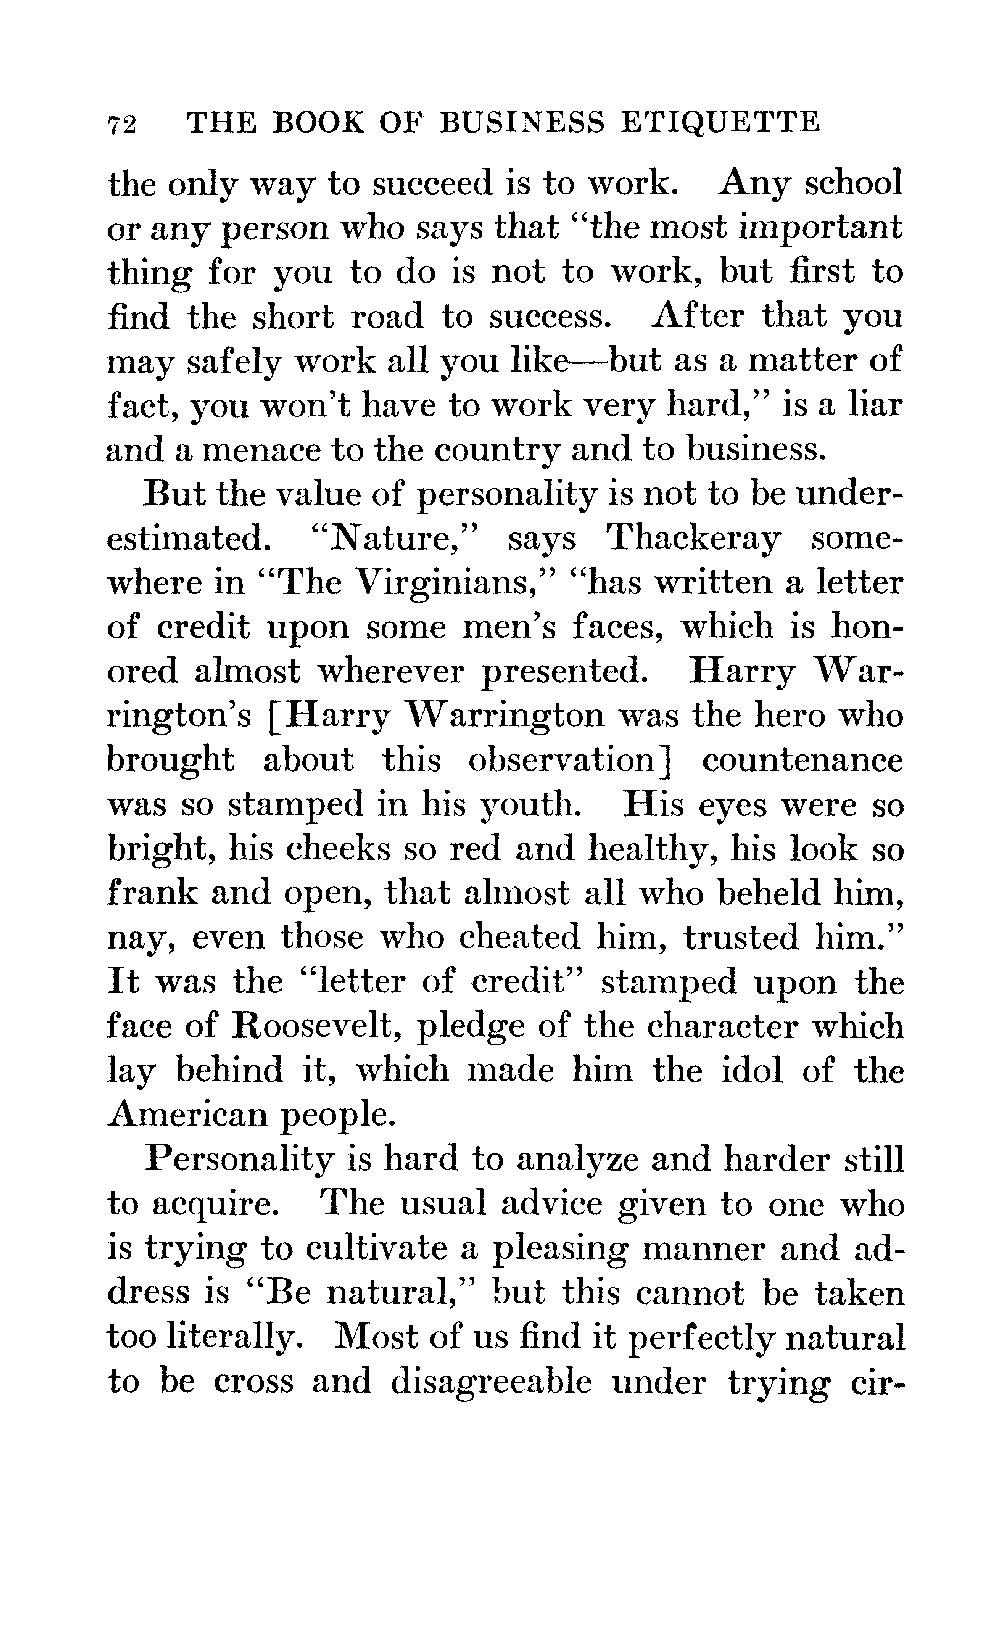 72 THE BOOK OF BUSINESS ETIQUETTE
the only way to succeed is to work. Any school
or any person who says that “the most important
thing for you to do is not to work, but first to
find the short road to success. After that you
may safely work all you like—but as a matter of
fact, you won’t have to work very hard,” is a liar
and a menace to the country and to business.
But the value of personality is not to be under-
estimated. “Nature,” says Thackeray some-
where in “The Virginians,” “has written a letter
of credit upon some men’s faces, which is hon-
ored almost wherever presented. Harry War-
rington’s [Harry Warrington was the hero who
brought about this observation] countenance
was so stamped in his youth. His eyes were so
bright, his cheeks so red and healthy, his look so
frank and open, that almost all who beheld him,
nay, even those who cheated him, trusted him.”
It was the “letter of credit” stamped upon the
face of Roosevelt, pledge of the character which
lay behind it, which made him the idol of the
American people.
Personality is hard to analyze and harder still
to acquire. The usual advice given to one who
is trying to cultivate a pleasing manner and ad-
dress is “Be natural,” but this cannot be taken
too literally. Most of us find it perfectly natural
to be cross and disagreeable under trying cir-